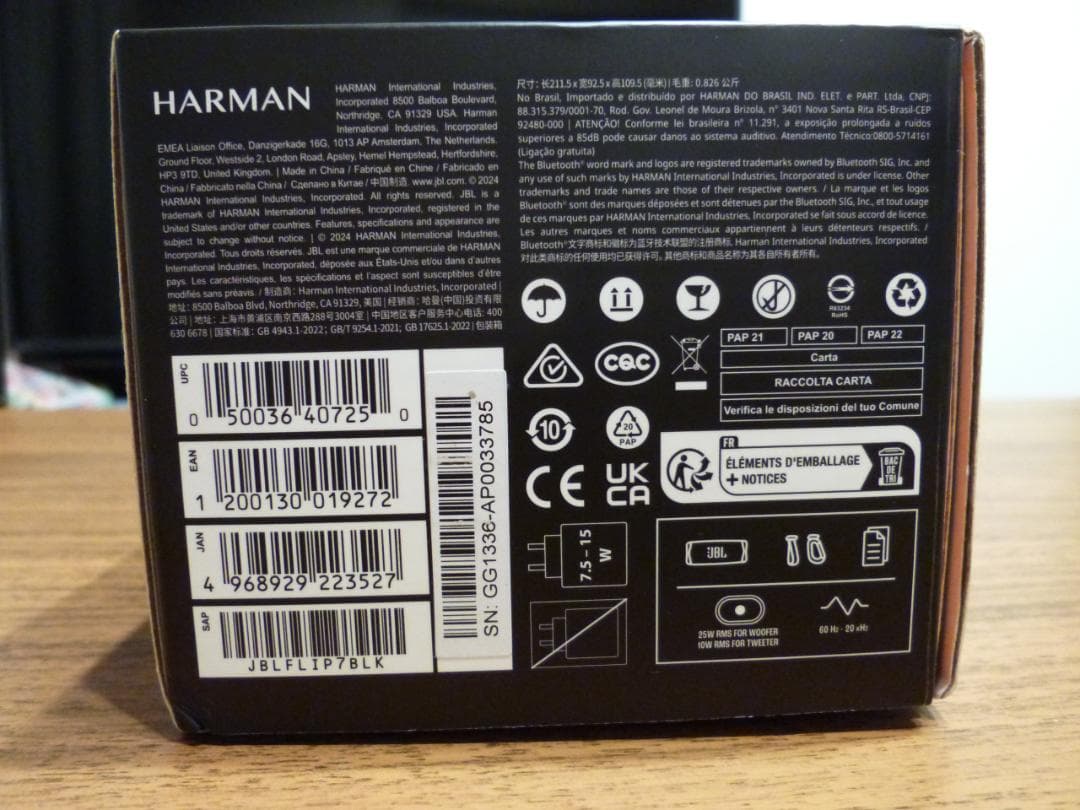 HARMAN
HARMAN International Industries,
Incorporated 8500 Balboa Boulevard,
Northridge, CA 91329 USA. Harman
International Industries, Incorporated
EMEA Liaison Office, Danzigerkade 16G, 1013 AP Amsterdam, The Netherlands.
Ground Floor, Westside 2, London Road, Apsley, Hemel Hempstead, Hertfordshire,
HP3 9TD, United Kingdom. | Made in China / Fabriqué en Chine / Fabricado en
China / Fabbricato nella China / Сделано в Китае / 中国制造 www.jbl.com. © 2024
HARMAN International Industries, Incorporated. All rights reserved. JBL is a
trademark of HARMAN International Industries, Incorporated, registered in the
United States and/or other countries. Features, specifications and appearance are
subject to change without notice. | © 2024 HARMAN International Industries,
Incorporated. Tous droits réservés. JBL est une marque commerciale de HARMAN
International Industries, Incorporated, déposée aux États-Unis et/ou dans d'autres
pays. Les caractéristiques, les spécifications et l'aspect sont susceptibles d'être
modifiés sans préavis. / 制造商: Harman International Industries, Incorporated |
地址: 8500 Balboa Blvd, Northridge, CA 91329, 美国 | 经销商: 哈曼(中国)投资有限
公司 | 地址: 上海市黄浦区南京西路288号3004室 | 中国地区客户服务中心电话: 400
630 6678 | 国家标准: GB 4943.1-2022; GB/T 9254.1-2021; GB 17625.1-2022 | 包装箱
尺寸: 长211.5 x 宽92.5 x 高109.5 (毫米) | 毛重: 0.826 公斤
No Brasil, Importado e distribuído por HARMAN DO BRASIL IND. ELET. e PART. Ltda, CNPJ:
88.315.379/0001-70, Rod. Gov. Leonel de Moura Brizola, n° 3401 Nova Santa Rita RS-Brasil-CEP
92480-000 | ATENÇÃO! Conforme lei brasileira n° 11.291, a exposição prolongada a ruídos
superiores a 85dB pode causar danos ao sistema auditivo. Atendimento Técnico:0800-5714161
(Ligação gratuita)
The Bluetooth® word mark and logos are registered trademarks owned by Bluetooth SIG, Inc. and
any use of such marks by HARMAN International Industries, Incorporated is under license. Other
trademarks and trade names are those of their respective owners. / La marque et les logos
Bluetooth® sont des marques déposées et sont détenues par the Bluetooth SIG, Inc., et tout usage
de ces marques par HARMAN International Industries, Incorporated se fait sous accord de licence.
Les autres marques et noms commerciaux appartiennent à leurs détenteurs respectifs. /
Bluetooth®文字商标和徽标为蓝牙技术联盟的注册商标, Harman International Industries, Incorporated
对此类商标的任何使用均已获得许可。其他商标和商品名称为其各自所有者所有。
R63234
RoHS
CQC
PAP 21
PAP 20
PAP 22
Carta
RACCOLTA CARTA
Verifica le disposizioni del tuo Comune
10
20
PAP
FR
ÉLÉMENTS D'EMBALLAGE
+ NOTICES
BAC
DE
TRI
CE
UK
CA
7.5 – 15
W
JBL
25W RMS FOR WOOFER
10W RMS FOR TWEETER
60 Hz - 20 kHz
UPC
0 50036 40725 0
EAN
1 200130 019272
JAN
4 968929 223527
SAP
JBLFLIP7BLK
SN: GG1336-AP0033785